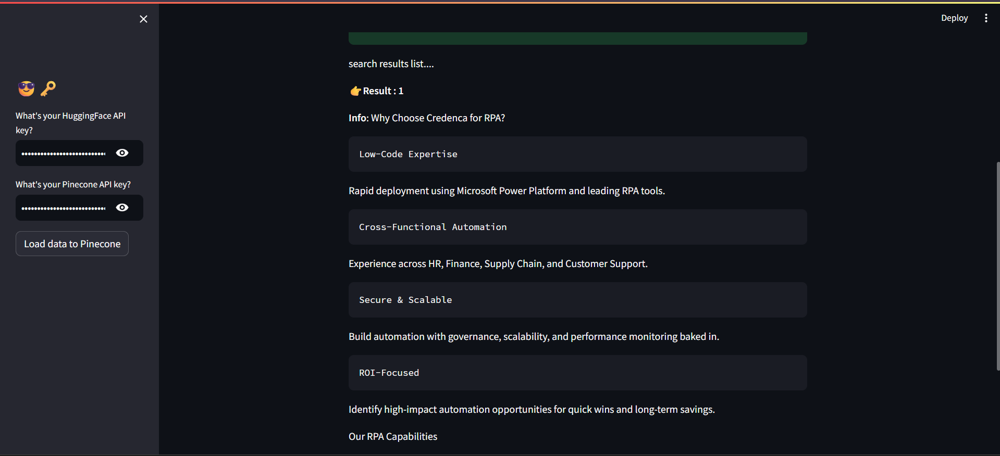 Deploy
What's your HuggingFace API
key?
What's your Pinecone API key?
Load data to Pinecone
search results list....
👉Result : 1
Info: Why Choose Credenca for RPA?
Low-Code Expertise
Rapid deployment using Microsoft Power Platform and leading RPA tools.
Cross-Functional Automation
Experience across HR, Finance, Supply Chain, and Customer Support.
Secure & Scalable
Build automation with governance, scalability, and performance monitoring baked in.
ROI-Focused
Identify high-impact automation opportunities for quick wins and long-term savings.
Our RPA Capabilities